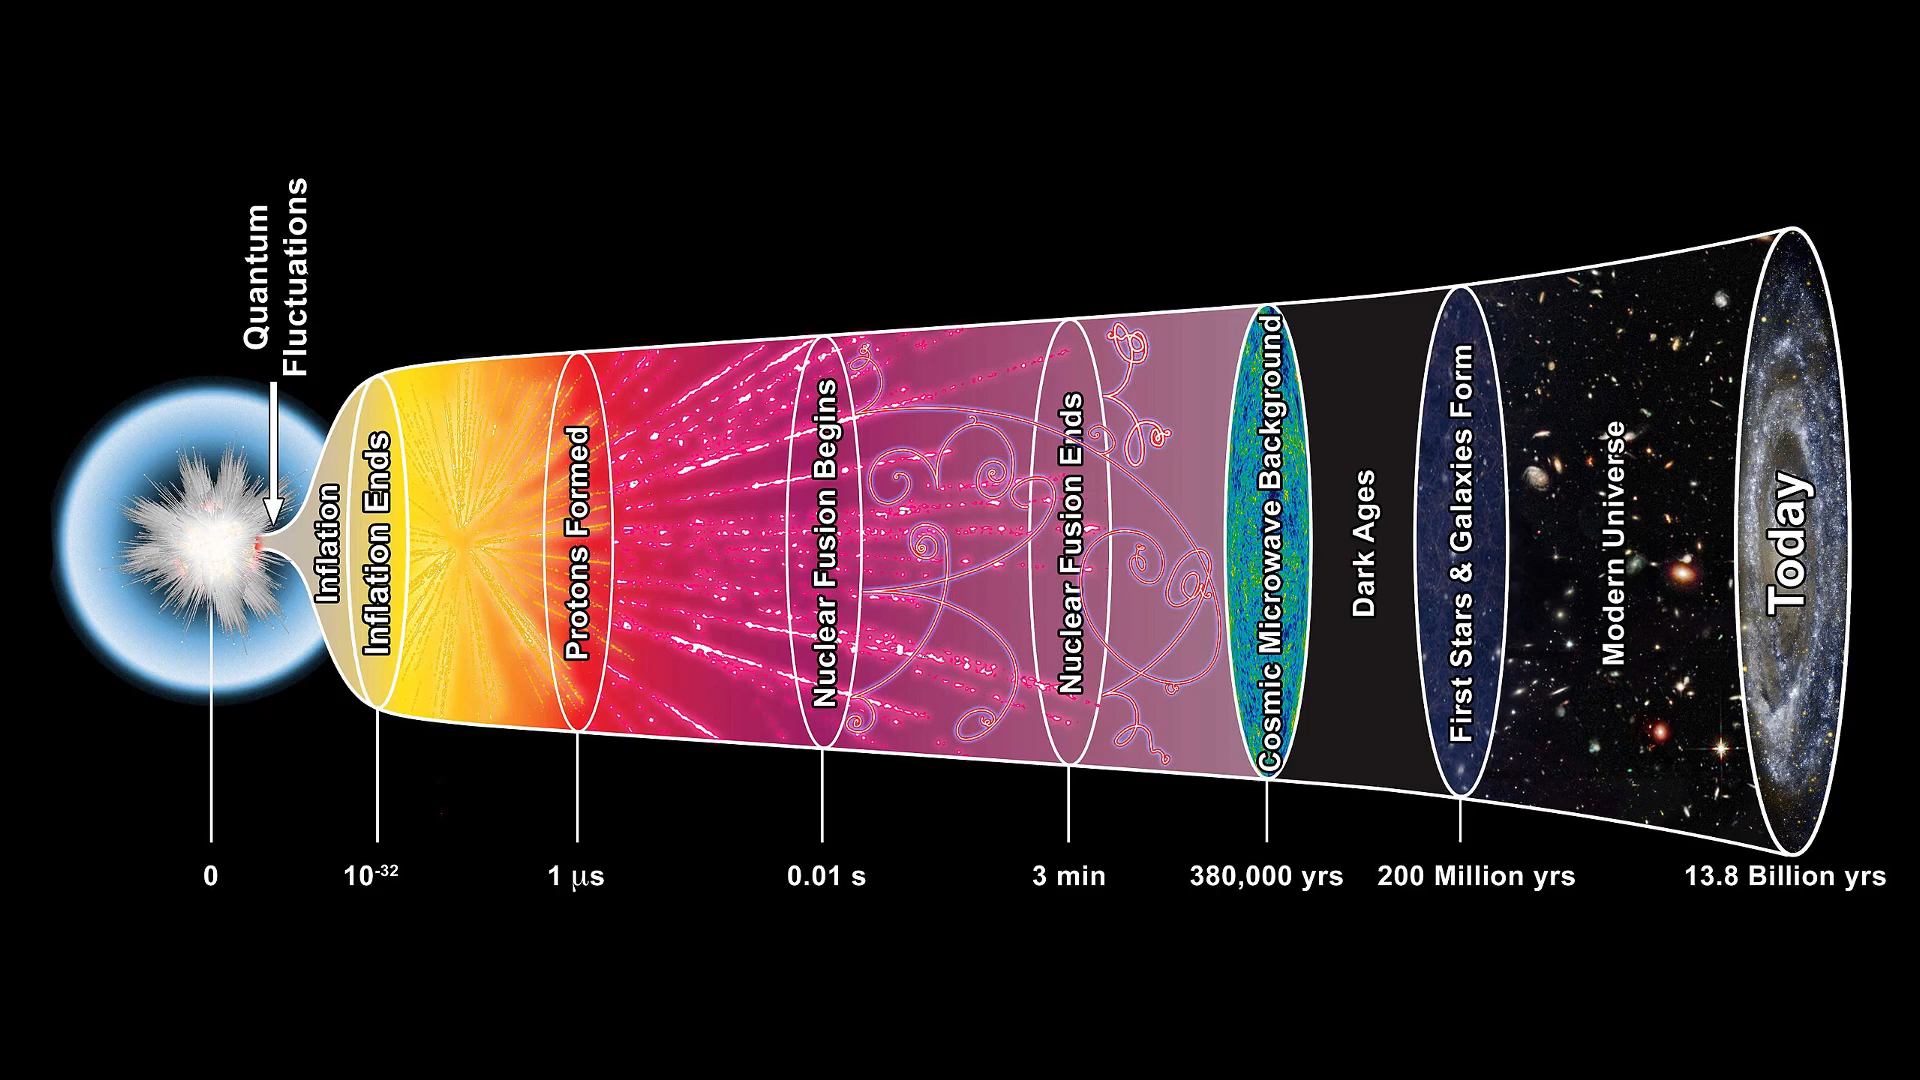 Quantum
Fluctuations
Inflation
Inflation Ends
Protons Formed
Nuclear Fusion Begins
Nuclear Fusion Ends
Cosmic Microwave Background
Dark Ages
First Stars & Galaxies Form
Modern Universe
Today
0
10⁻³²
1 μs
0.01 s
3 min
380,000 yrs
200 Million yrs
13.8 Billion yrs